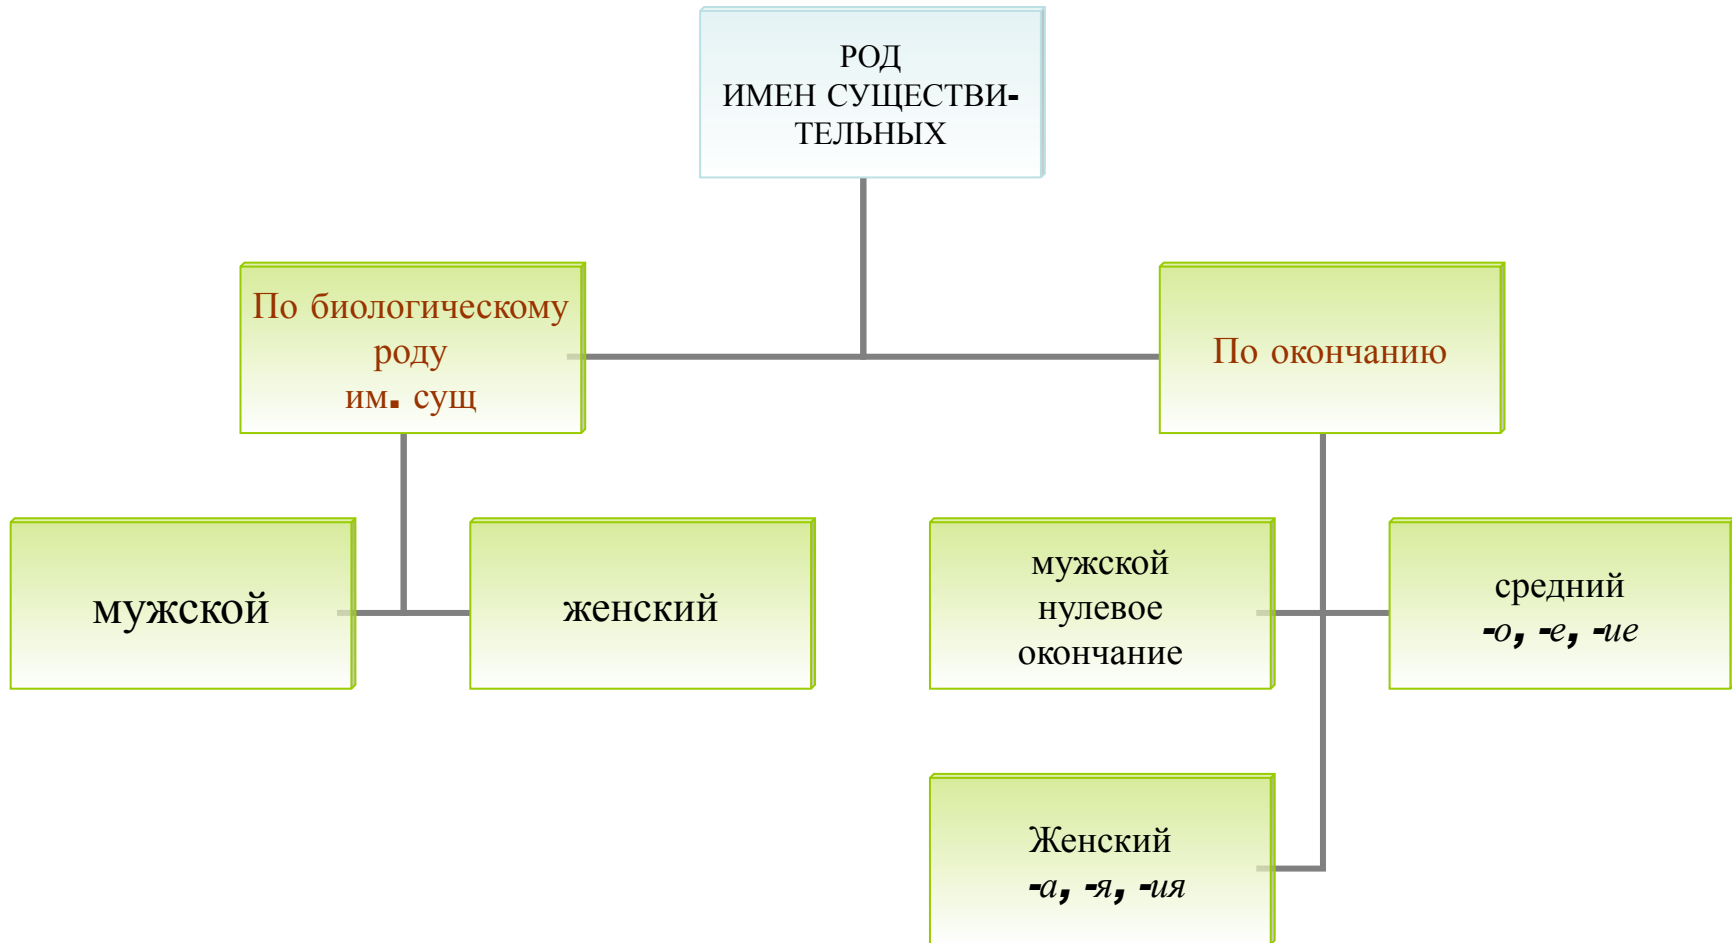 РОД
ИМЕН СУЩЕСТВИ-
ТЕЛЬНЫХ
По биологическому
роду
им. сущ
По окончанию
мужской
женский
мужской
нулевое
окончание
средний
-о, -е, -ие
Женский
-а, -я, -ия